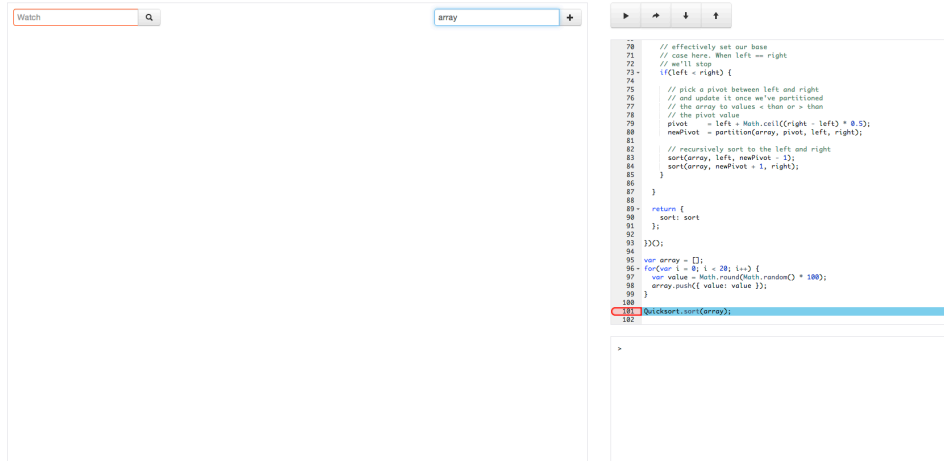 Watch
array
+
70 // effectively set our base
71 // case here. When left == right
72 // we'll stop
73 if(left < right) {
74
75 // pick a pivot between left and right
76 // and update it once we've partitioned
77 // the array to values < than or > than
78 // the pivot value
79 pivot    = left + Math.ceil((right - left) * 0.5);
80 newPivot = partition(array, pivot, left, right);
81
82 // recursively sort to the left and right
83 sort(array, left, newPivot - 1);
84 sort(array, newPivot + 1, right);
85 }
86
87 }
88
89 return {
90 sort: sort
91 };
92
93 })();
94
95 var array = [];
96 for(var i = 0; i < 20; i++) {
97 var value = Math.round(Math.random() * 100);
98 array.push({ value: value });
99 }
100
101 Quicksort.sort(array);
102
>